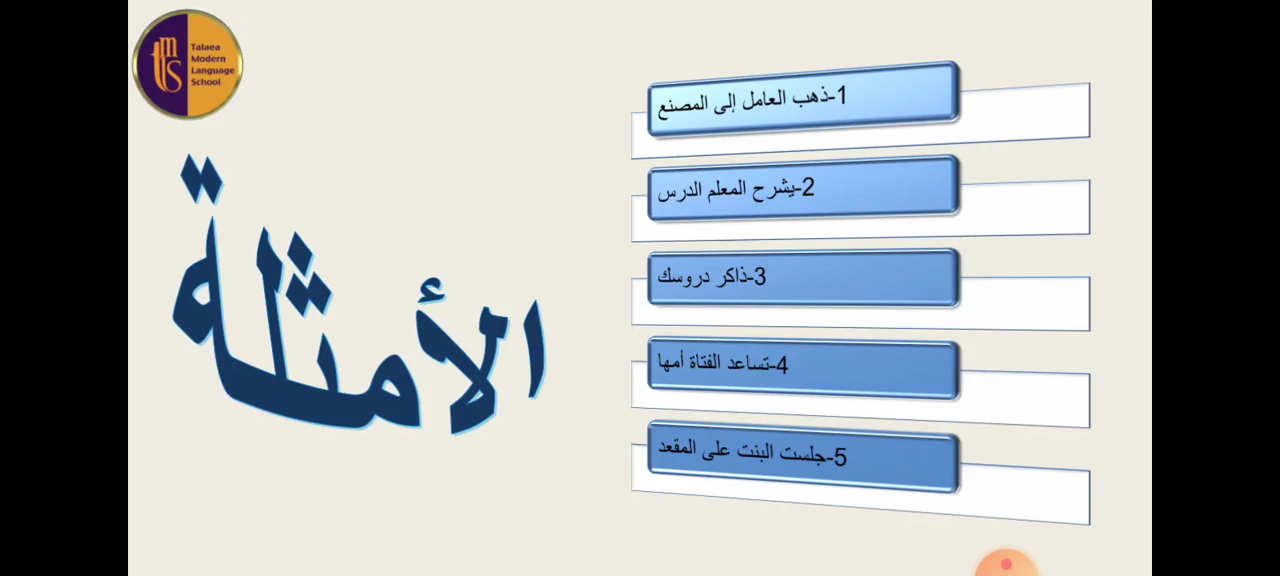 Talaea
Modern
Language
School
1-ذهب العامل إلى المصنع
2-يشرح المعلم الدرس
3-ذاكر دروسك
4-تساعد الفتاة أمها
5-جلست البنت على المقعد
الأمثلة